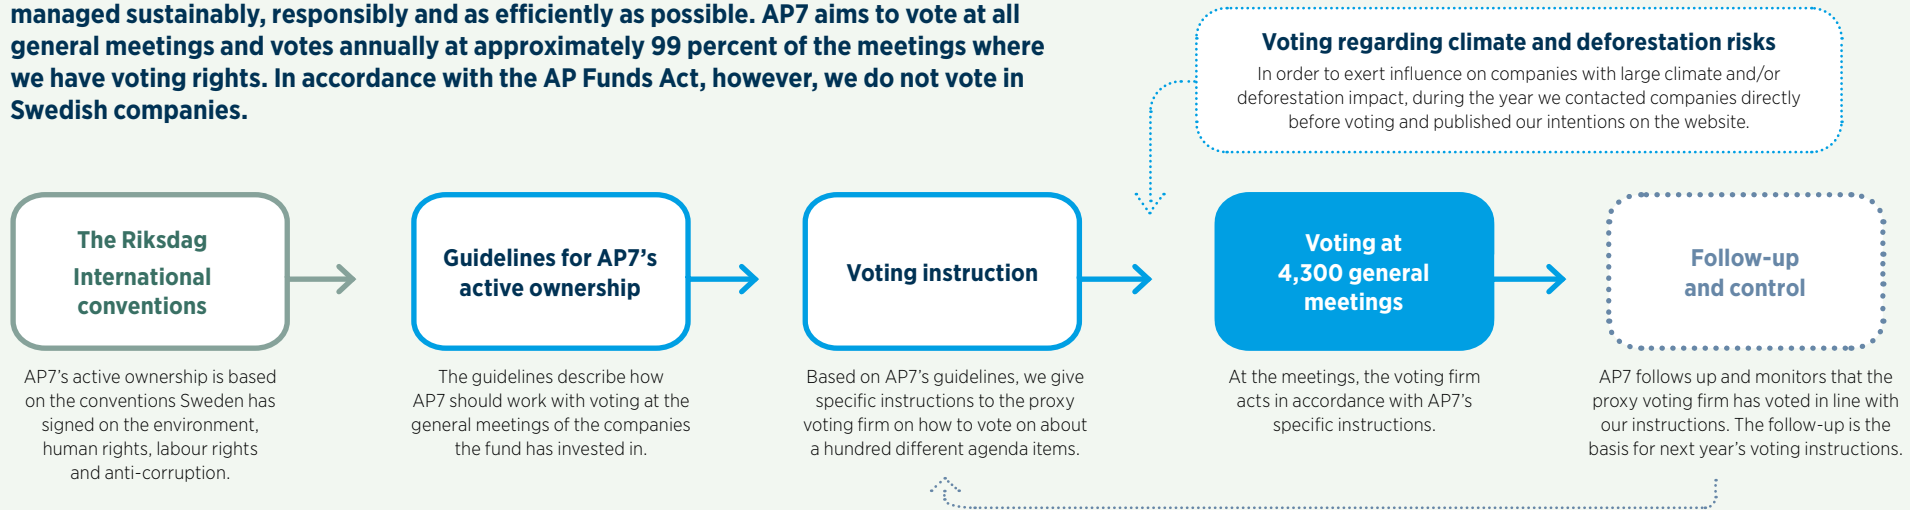 managed sustainably, responsibly and as efficiently as possible. AP7 aims to vote at all
general meetings and votes annually at approximately 99 percent of the meetings where
we have voting rights. In accordance with the AP Funds Act, however, we do not vote in
Swedish companies.
Voting regarding climate and deforestation risks
In order to exert influence on companies with large climate and/or
deforestation impact, during the year we contacted companies directly
before voting and published our intentions on the website.
The Riksdag
International
conventions
AP7’s active ownership is based
on the conventions Sweden has
signed on the environment,
human rights, labour rights
and anti-corruption.
Guidelines for AP7’s
active ownership
The guidelines describe how
AP7 should work with voting at the
general meetings of the companies
the fund has invested in.
Voting instruction
Based on AP7’s guidelines, we give
specific instructions to the proxy
voting firm on how to vote on about
a hundred different agenda items.
Voting at
4,300 general
meetings
At the meetings, the voting firm
acts in accordance with AP7’s
specific instructions.
Follow-up
and control
AP7 follows up and monitors that the
proxy voting firm has voted in line with
our instructions. The follow-up is the
basis for next year’s voting instructions.